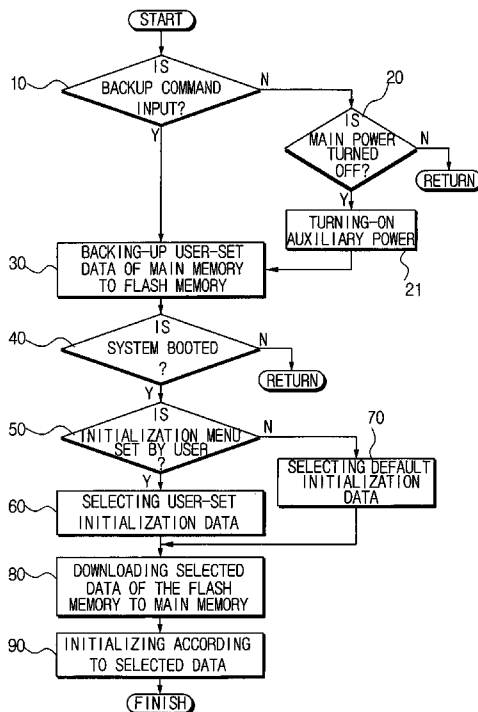 START
10
IS
BACKUP COMMAND
INPUT?
N
Y
20
IS
MAIN POWER
TURNED
OFF?
N
RETURN
Y
TURNING-ON
AUXILIARY POWER
21
30
BACKING-UP USER-SET
DATA OF MAIN MEMORY
TO FLASH MEMORY
40
IS
SYSTEM BOOTED
?
N
RETURN
Y
50
IS
INITIALIZATION MENU
SET BY USER
?
N
Y
70
SELECTING DEFAULT
INITIALIZATION
DATA
60
SELECTING USER-SET
INITIALIZATION DATA
80
DOWNLOADING SELECTED
DATA OF THE FLASH
MEMORY TO MAIN MEMORY
90
INITIALIZING ACCORDING
TO SELECTED DATA
FINISH